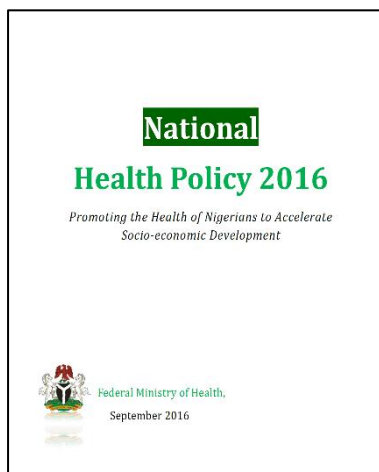 National
Health Policy 2016
Promoting the Health of Nigerians to Accelerate
Socio-economic Development
Federal Ministry of Health,
September 2016